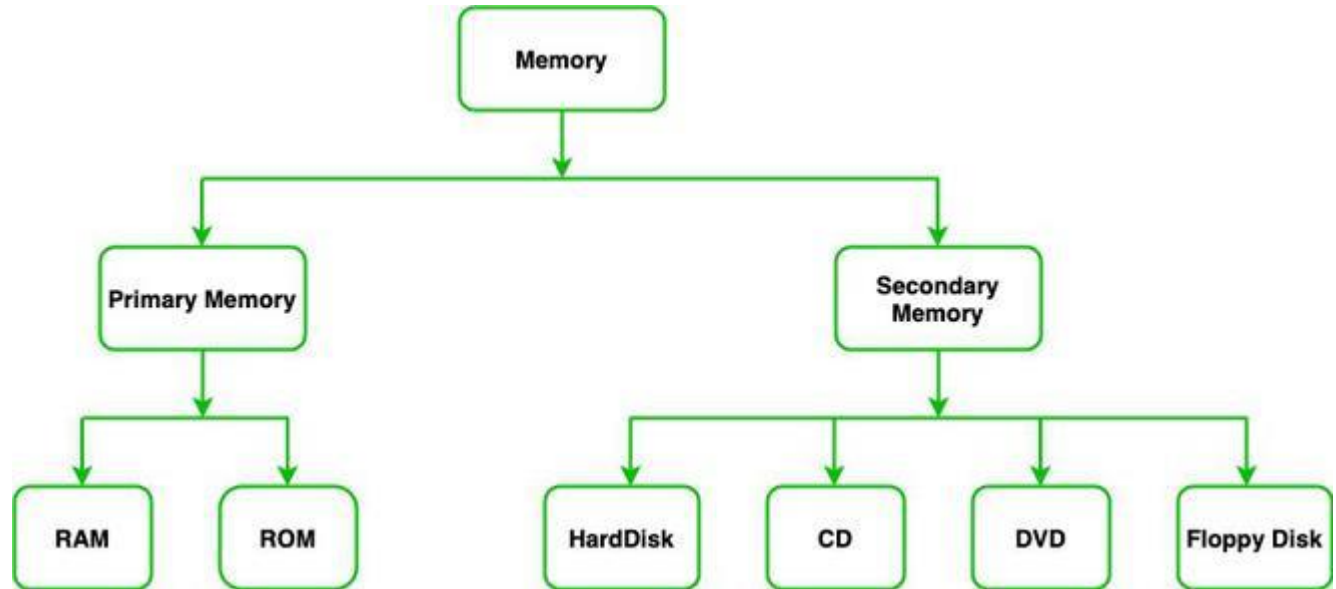 Memory
Primary Memory
Secondary
Memory
RAM
ROM
HardDisk
CD
DVD
Floppy Disk